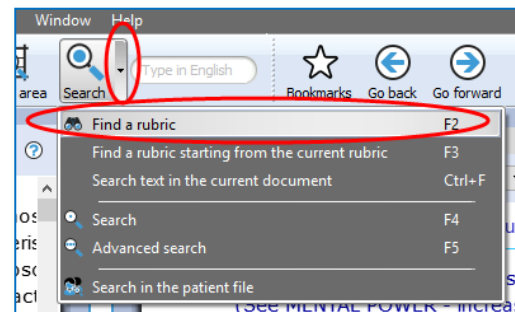 Window Help
Type in English
area Search Bookmarks Go back Go forward
Find a rubric F2
Find a rubric starting from the current rubric F3
Search text in the current document Ctrl+F
Search F4
Advanced search F5
Search in the patient file
(See MENTAL POWER - increas